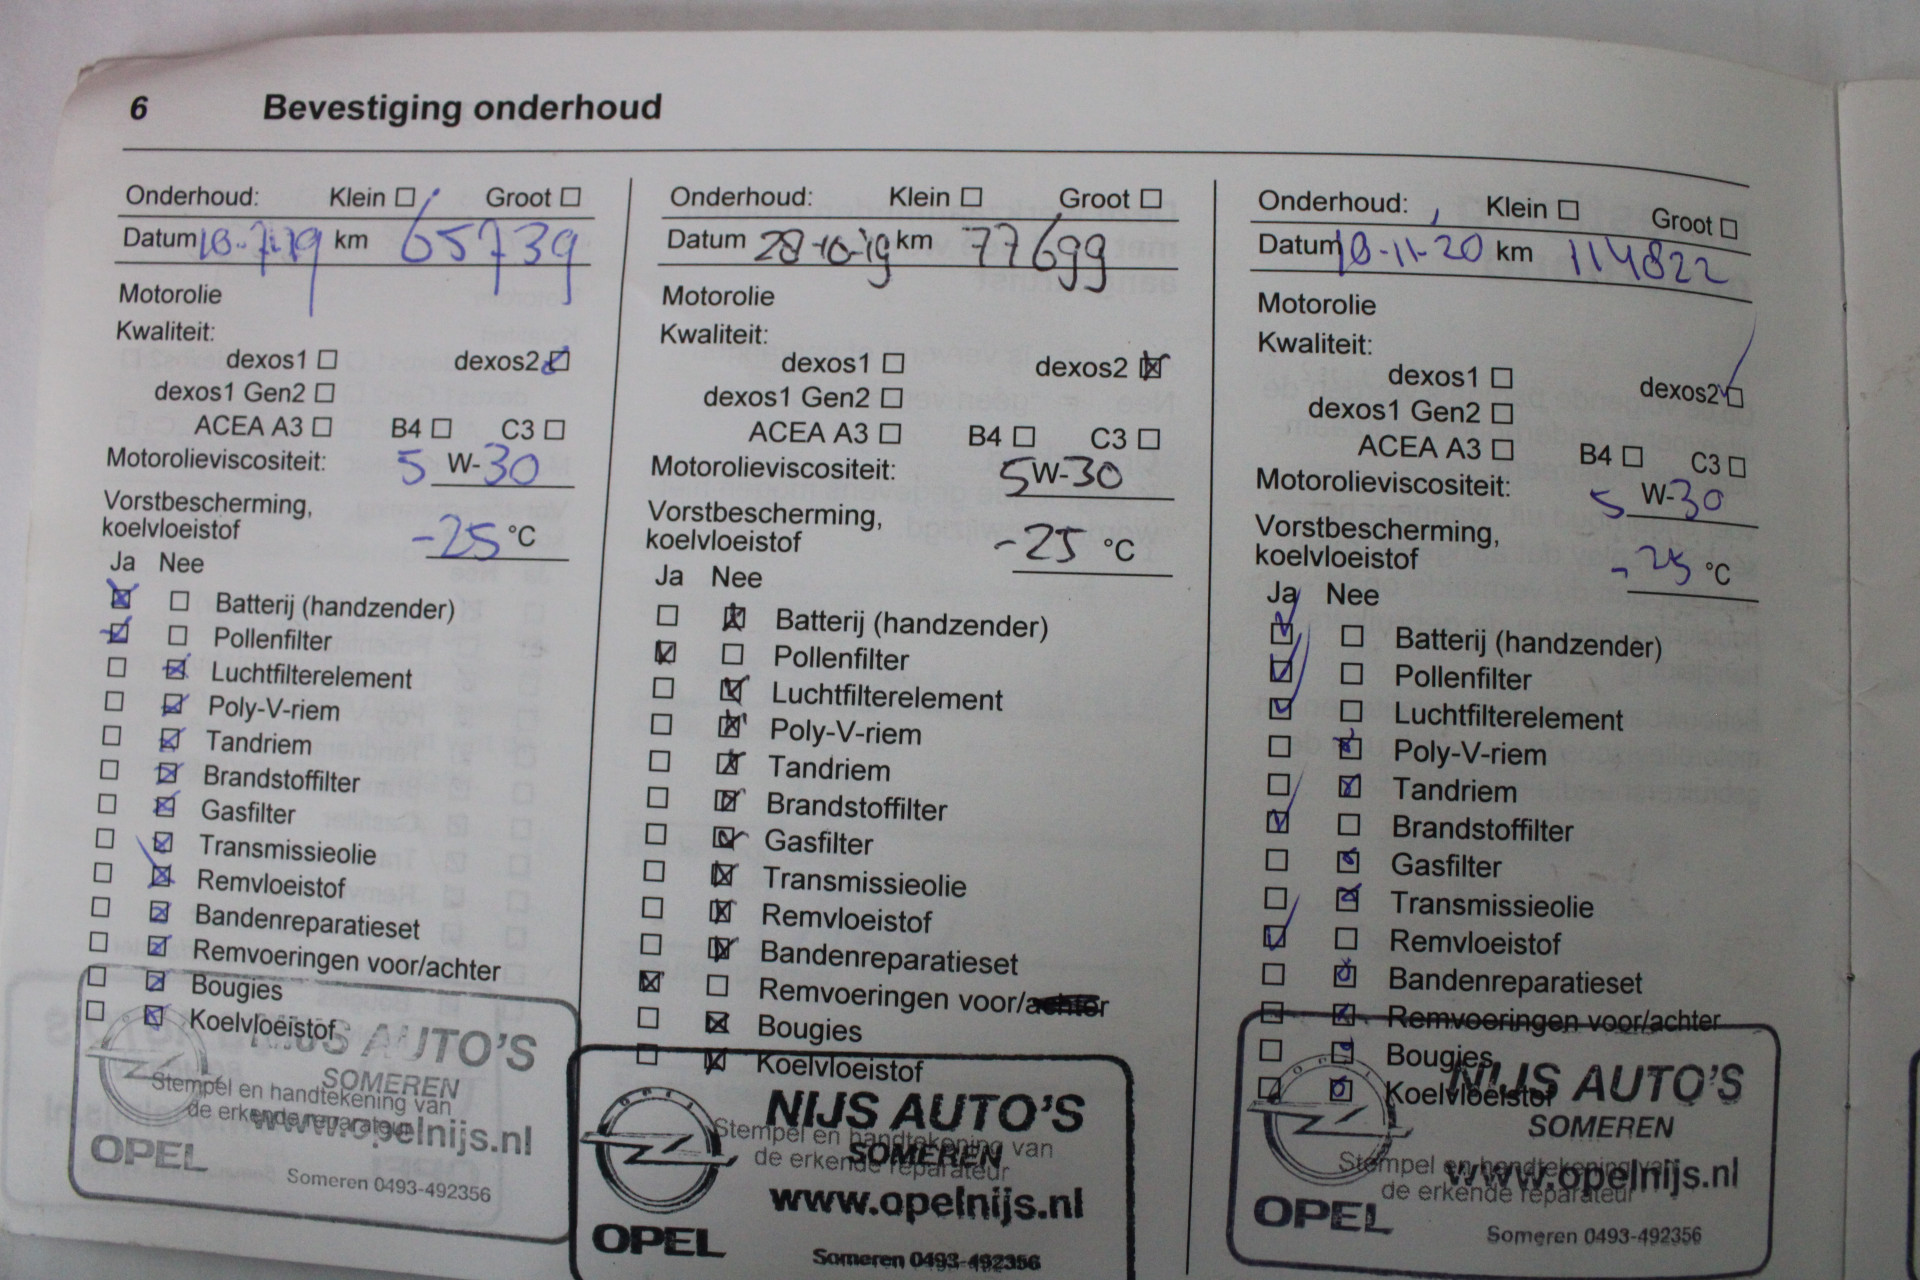 6 Bevestiging onderhoud
Onderhoud: Klein ☐ Groot ☐
Datum 18-7-19 km 65739
Motorolie
Kwaliteit:
dexos1 ☐ dexos2 ☑
dexos1 Gen2 ☐
ACEA A3 ☐ B4 ☐ C3 ☐
Motorolieviscositeit: 5 W-30
Vorstbescherming,
koelvloeistof -25 °C
Ja Nee
☒ ☐ Batterij (handzender)
☑ ☐ Pollenfilter
☐ ☒ Luchtfilterelement
☐ ☒ Poly-V-riem
☐ ☒ Tandriem
☐ ☒ Brandstoffilter
☐ ☒ Gasfilter
☐ ☒ Transmissieolie
☐ ☒ Remvloeistof
☐ ☒ Bandenreparatieset
☐ ☒ Remvoeringen voor/achter
☐ ☒ Bougies
☐ ☒ Koelvloeistof
NIJS AUTO'S
SOMEREN
Stempel en handtekening van
de erkende reparateur
www.opelnijs.nl
OPEL
Someren 0493-492356
Onderhoud: Klein ☐ Groot ☐
Datum 28-10-19 km 77699
Motorolie
Kwaliteit:
dexos1 ☐ dexos2 ☒
dexos1 Gen2 ☐
ACEA A3 ☐ B4 ☐ C3 ☐
Motorolieviscositeit: 5W-30
Vorstbescherming,
koelvloeistof -25 °C
Ja Nee
☐ ☒ Batterij (handzender)
☒ ☐ Pollenfilter
☐ ☒ Luchtfilterelement
☐ ☒ Poly-V-riem
☐ ☒ Tandriem
☐ ☒ Brandstoffilter
☐ ☒ Gasfilter
☐ ☒ Transmissieolie
☐ ☒ Remvloeistof
☐ ☒ Bandenreparatieset
☒ ☐ Remvoeringen voor/achter
☐ ☒ Bougies
☐ ☒ Koelvloeistof
OPEL
NIJS AUTO'S
Stempel en handtekening van
SOMEREN
de erkende reparateur
www.opelnijs.nl
OPEL
Someren 0493-492356
Onderhoud: Klein ☐ Groot ☐
Datum 18-11-20 km 114822
Motorolie
Kwaliteit:
dexos1 ☐ dexos2 ☑
dexos1 Gen2 ☐
ACEA A3 ☐ B4 ☐ C3 ☐
Motorolieviscositeit: 5 W-30
Vorstbescherming,
koelvloeistof -25 °C
Ja Nee
☑ ☐ Batterij (handzender)
☑ ☐ Pollenfilter
☑ ☐ Luchtfilterelement
☐ ☒ Poly-V-riem
☐ ☒ Tandriem
☑ ☐ Brandstoffilter
☐ ☒ Gasfilter
☐ ☒ Transmissieolie
☑ ☐ Remvloeistof
☐ ☒ Bandenreparatieset
☐ ☒ Remvoeringen voor/achter
☐ ☒ Bougies
☐ ☒ Koelvloeistof
OPEL
NIJS AUTO'S
SOMEREN
Stempel en handtekening van
www.opelnijs.nl
de erkende reparateur
OPEL
Someren 0493-492356